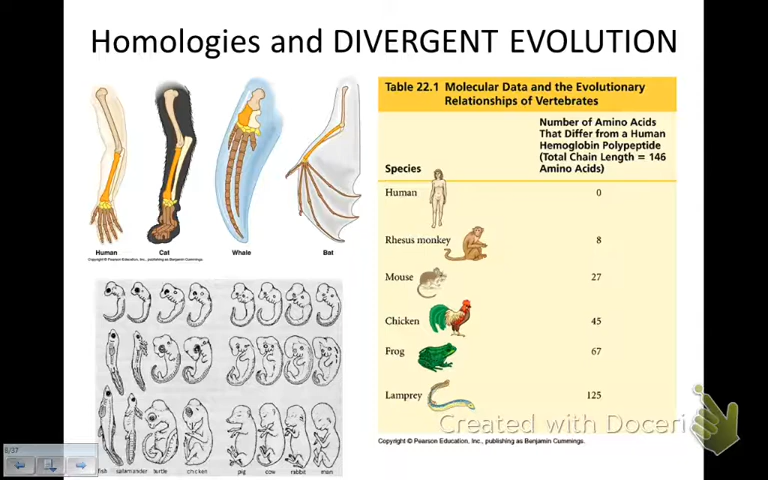 Homologies and DIVERGENT EVOLUTION
Human Cat Whale Bat
Copyright © Pearson Education, Inc., publishing as Benjamin Cummings.
Table 22.1 Molecular Data and the Evolutionary
Relationships of Vertebrates
Number of Amino Acids
That Differ from a Human
Hemoglobin Polypeptide
(Total Chain Length = 146
Species Amino Acids)
Human 0
Rhesus monkey 8
Mouse 27
Chicken 45
Frog 67
Lamprey 125
Copyright © Pearson Education, Inc., publishing as Benjamin Cummings.
fish salamander turtle chicken pig cow rabbit man
8/37
Created with Doceri